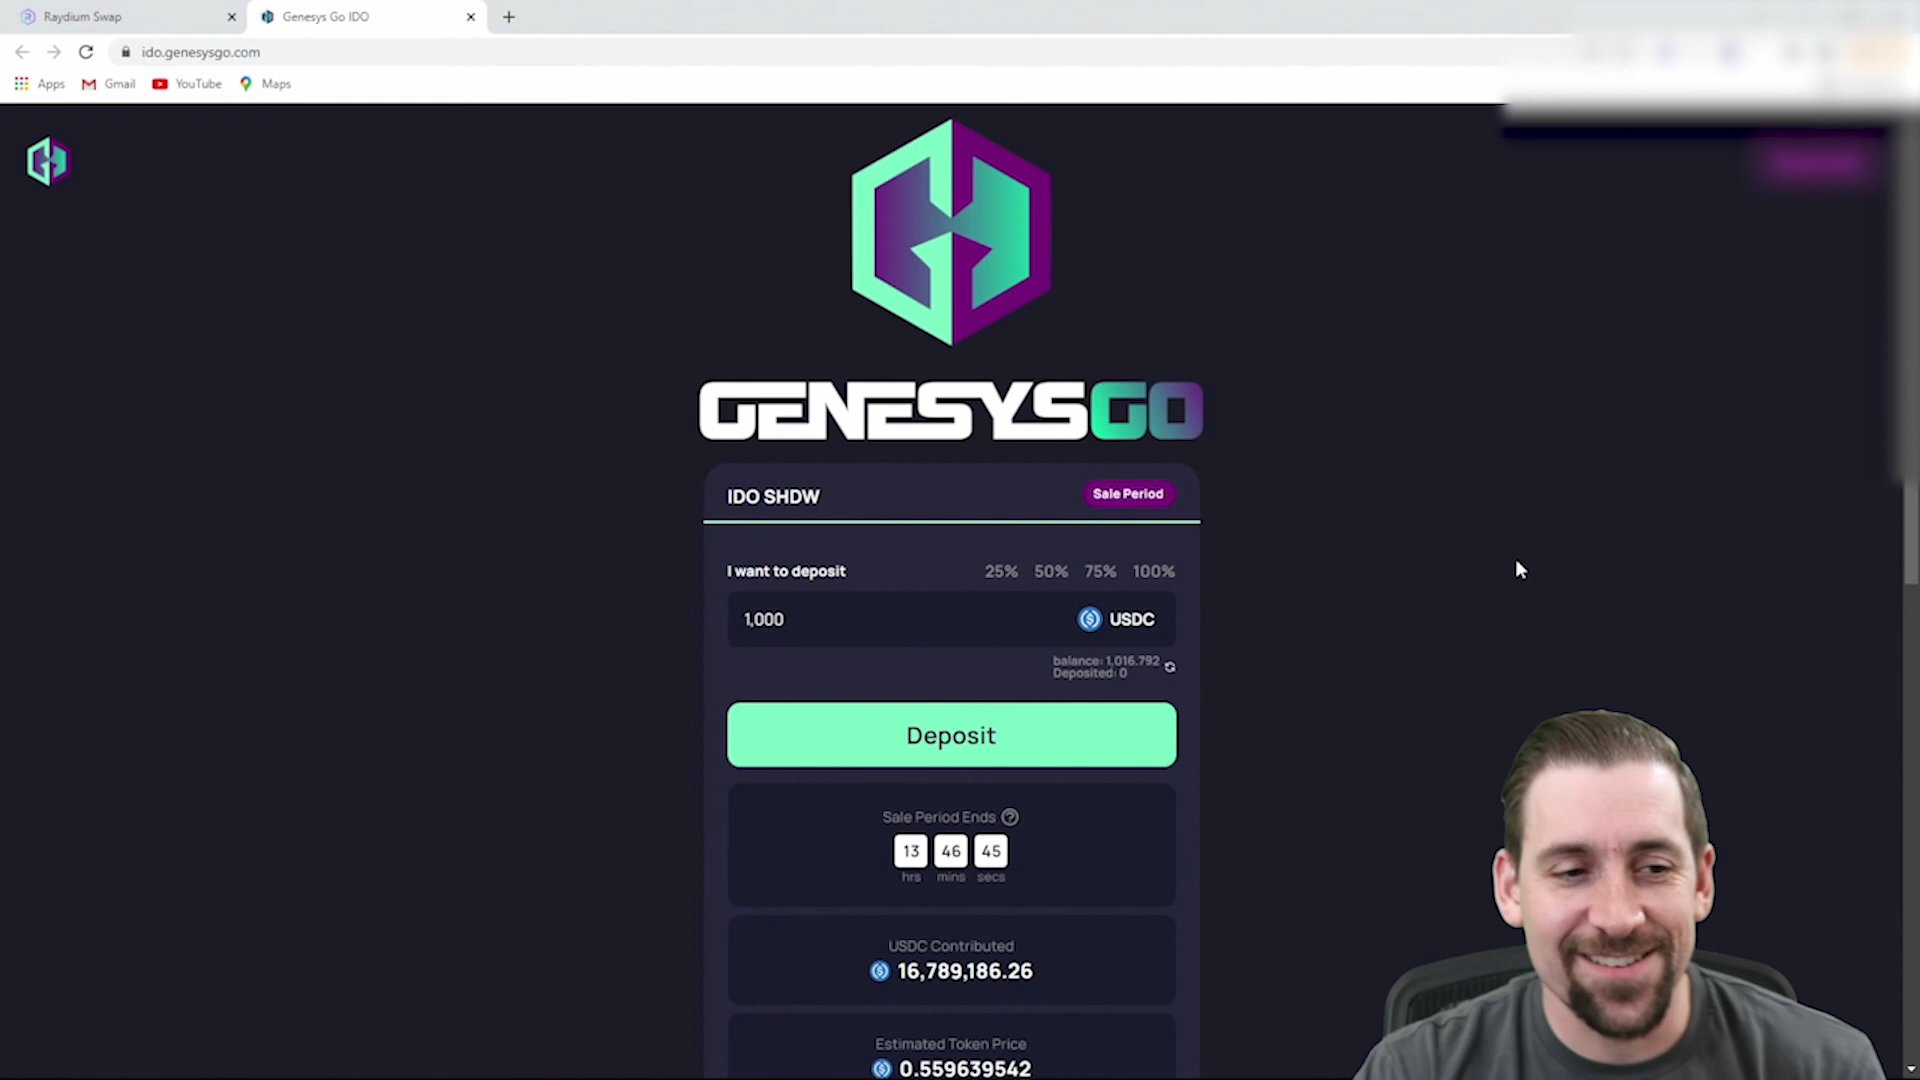 Raydium Swap
Genesys Go IDO
ido.genesysgo.com
Apps
Gmail
YouTube
Maps
GENESYSGO
IDO SHDW
Sale Period
I want to deposit
25% 50% 75% 100%
1,000
USDC
balance: 1,016.792
Deposited: 0
Deposit
Sale Period Ends
13 46 45
hrs mins secs
USDC Contributed
16,789,186.26
Estimated Token Price
0.559639542